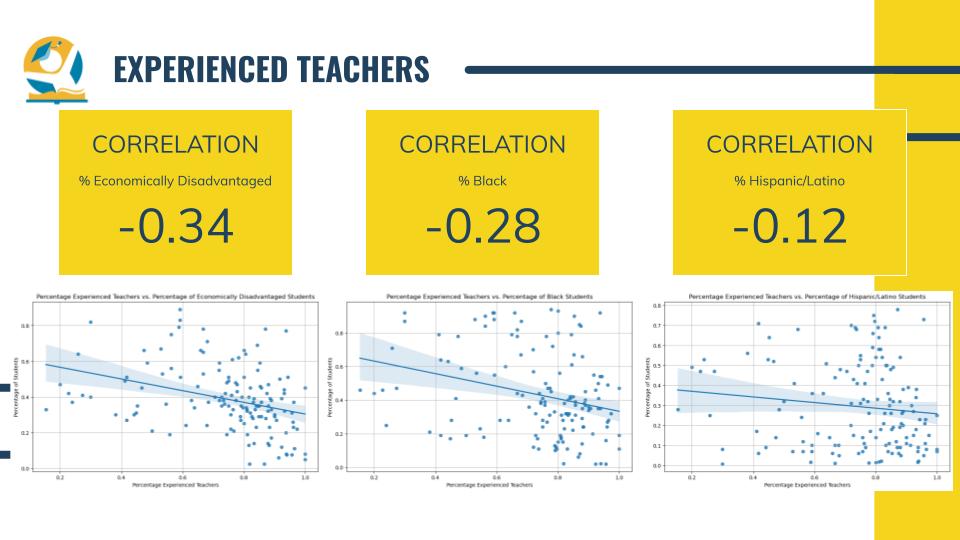 EXPERIENCED TEACHERS
CORRELATION
% Economically Disadvantaged
-0.34
CORRELATION
% Black
-0.28
CORRELATION
% Hispanic/Latino
-0.12
Percentage Experienced Teachers vs. Percentage of Economically Disadvantaged Students
Percentage of Students
0.8
0.6
0.4
0.2
0.0
0.2
0.4
0.6
0.8
1.0
Percentage Experienced Teachers
Percentage Experienced Teachers vs. Percentage of Black Students
Percentage of Students
0.8
0.6
0.4
0.2
0.0
0.2
0.4
0.6
0.8
1.0
Percentage Experienced Teachers
Percentage Experienced Teachers vs. Percentage of Hispanic/Latino Students
Percentage of Students
0.8
0.7
0.6
0.5
0.4
0.3
0.2
0.1
0.0
0.2
0.4
0.6
0.8
1.0
Percentage Experienced Teachers